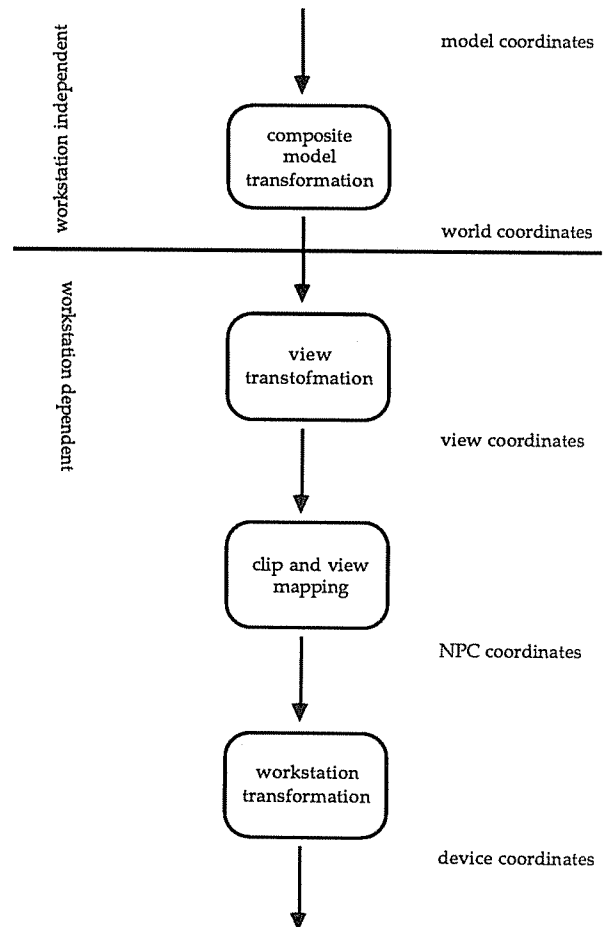 model coordinates
workstation independent
composite
model
transformation
world coordinates
workstation dependent
view
transtofmation
view coordinates
clip and view
mapping
NPC coordinates
workstation
transformation
device coordinates